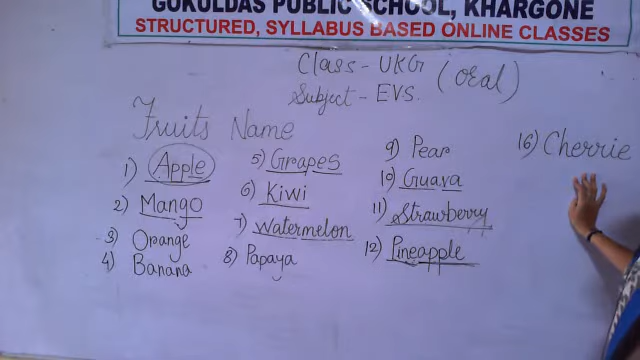 GOKULDAS PUBLIC SCHOOL, KHARGONE
STRUCTURED, SYLLABUS BASED ONLINE CLASSES
Class - UKG (Oral)
Subject - EVS.
Fruits Name
1) Apple
2) Mango
3) Orange
4) Banana
5) Grapes
6) Kiwi
7) Watermelon
8) Papaya
9) Pear
10) Guava
11) Strawberry
12) Pineapple
16) Cherrie